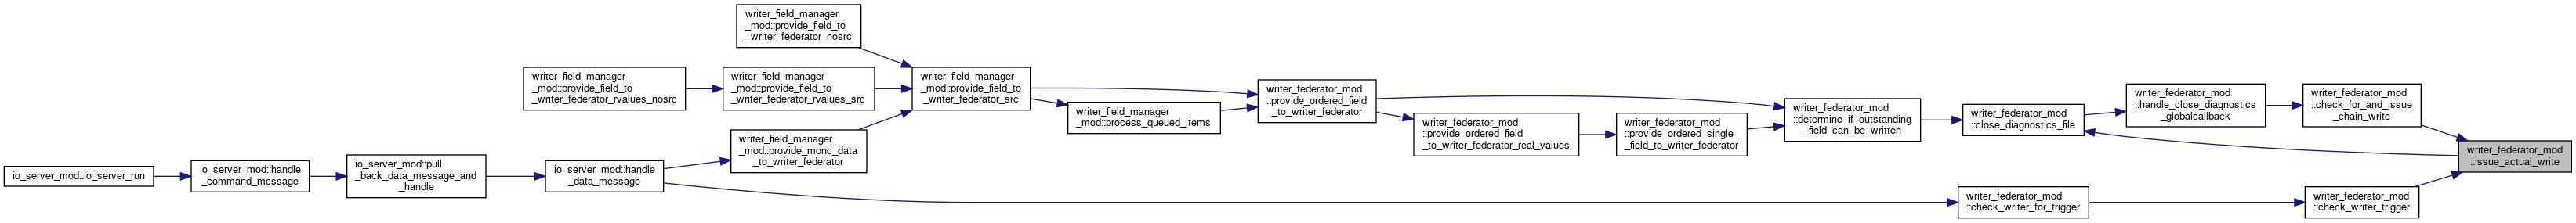 writer_field_manager
_mod::provide_field_to
_writer_federator_nosrc
writer_field_manager
_mod::provide_field_to
_writer_federator_rvalues_nosrc
writer_field_manager
_mod::provide_field_to
_writer_federator_rvalues_src
writer_field_manager
_mod::provide_field_to
_writer_federator_src
writer_field_manager
_mod::process_queued_items
writer_federator_mod
::provide_ordered_field
_to_writer_federator
writer_federator_mod
::provide_ordered_field
_to_writer_federator_real_values
writer_federator_mod
::provide_ordered_single
_field_to_writer_federator
writer_federator_mod
::determine_if_outstanding
_field_can_be_written
writer_federator_mod
::close_diagnostics_file
writer_federator_mod
::handle_close_diagnostics
_globalcallback
writer_federator_mod
::check_for_and_issue
_chain_write
writer_federator_mod
::issue_actual_write
io_server_mod::io_server_run
io_server_mod::handle
_command_message
io_server_mod::pull
_back_data_message_and
_handle
io_server_mod::handle
_data_message
writer_field_manager
_mod::provide_monc_data
_to_writer_federator
writer_federator_mod
::check_writer_for_trigger
writer_federator_mod
::check_writer_trigger